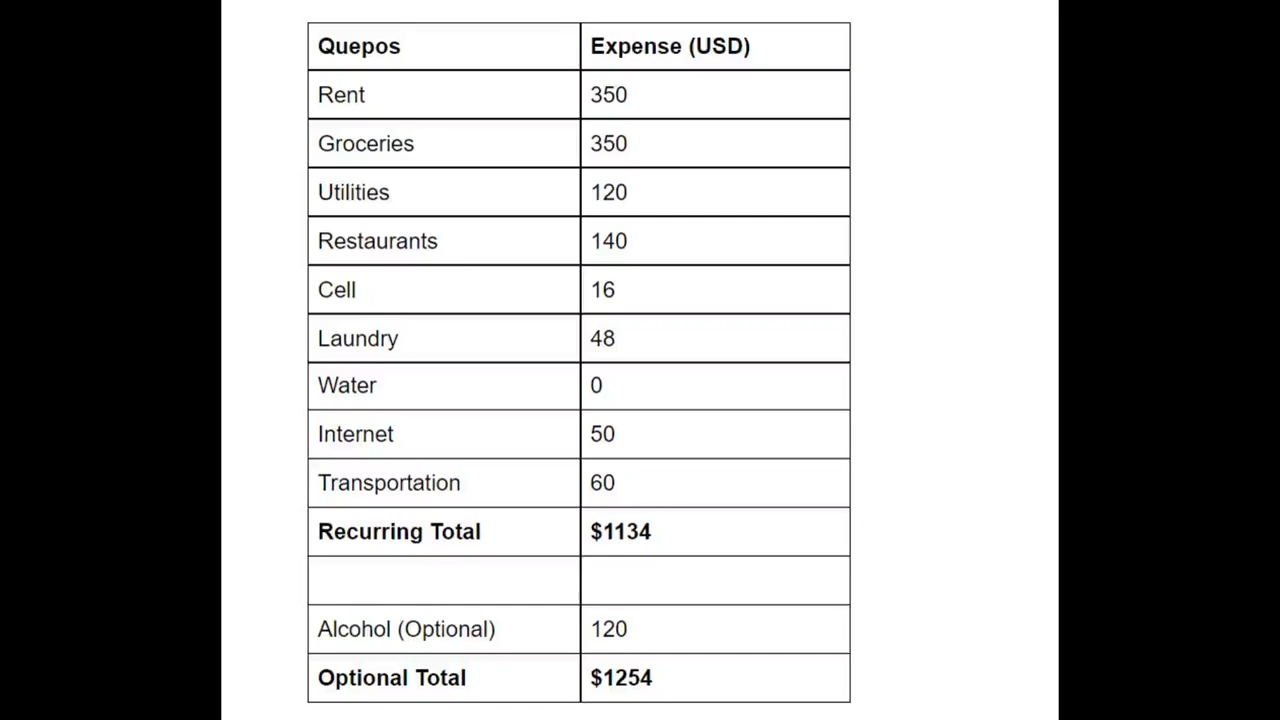 Quepos Expense (USD)
Rent 350
Groceries 350
Utilities 120
Restaurants 140
Cell 16
Laundry 48
Water 0
Internet 50
Transportation 60
Recurring Total $1134
Alcohol (Optional) 120
Optional Total $1254